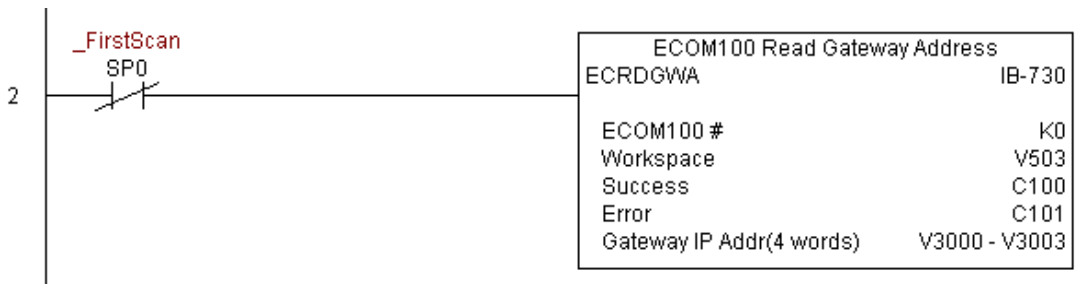 _FirstScan
SP0
2
ECOM100 Read Gateway Address
ECRDGWA IB-730
ECOM100 # K0
Workspace V503
Success C100
Error C101
Gateway IP Addr(4 words) V3000 - V3003